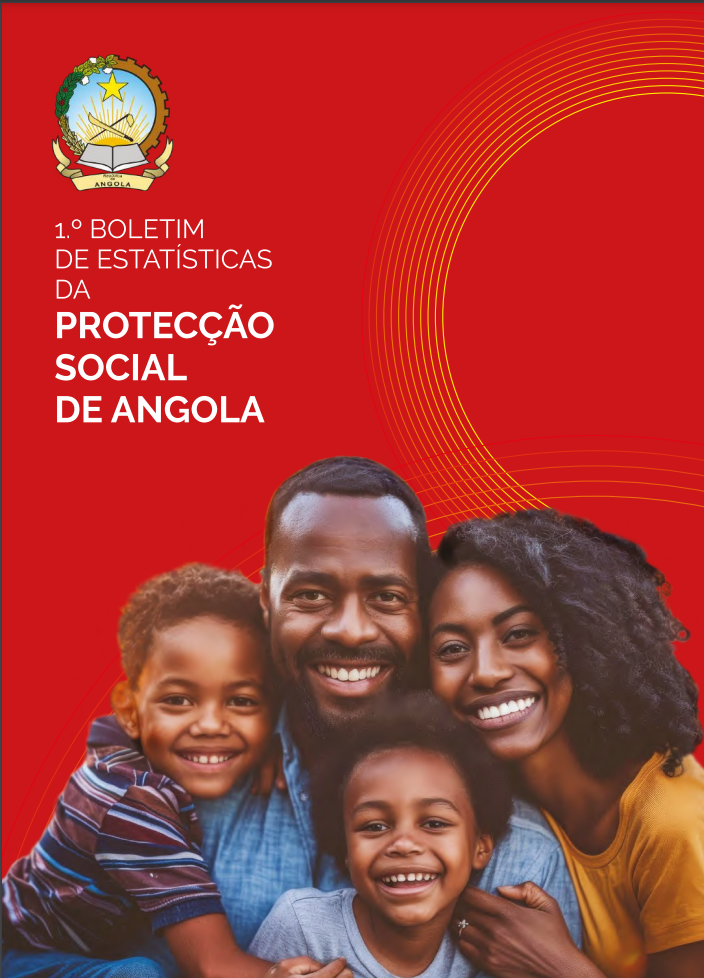 República
de
ANGOLA
1.º BOLETIM
DE ESTATÍSTICAS
DA
PROTECÇÃO
SOCIAL
DE ANGOLA